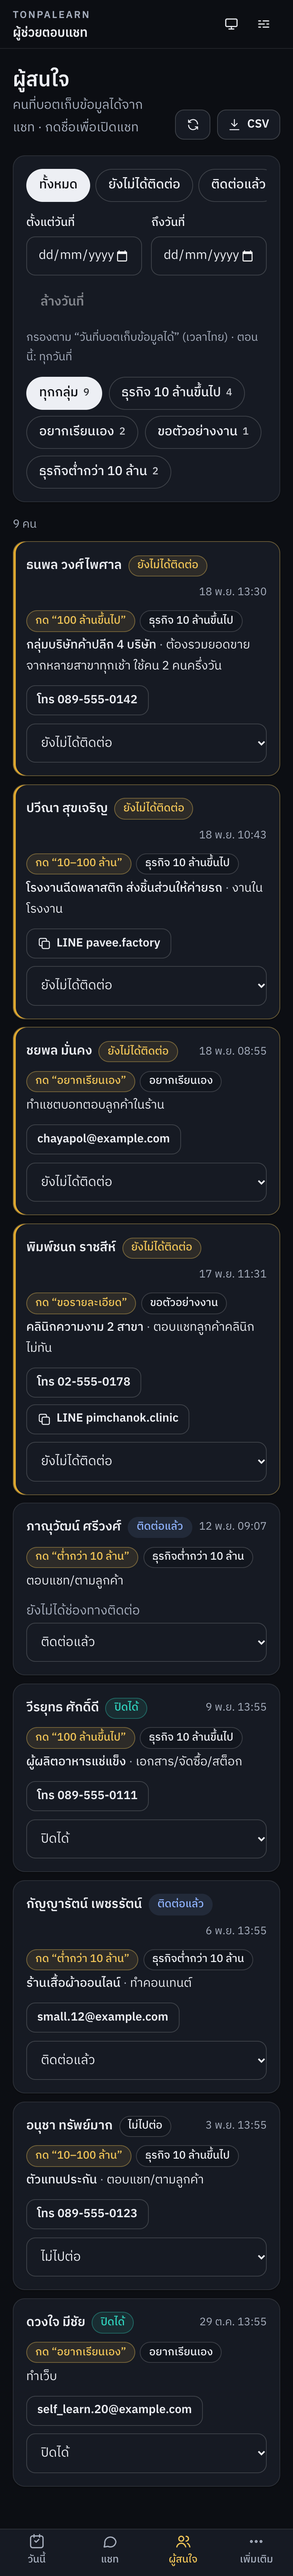 TONPALEARN
ผู้ช่วยตอบแชท
ผู้สนใจ
คนที่บอตเก็บข้อมูลได้จาก
แชท · กดชื่อเพื่อเปิดแชท
CSV
ทั้งหมด ยังไม่ได้ติดต่อ ติดต่อแล้ว
ตั้งแต่วันที่ ถึงวันที่
dd/mm/yyyy dd/mm/yyyy
ล้างวันที่
กรองตาม “วันที่บอตเก็บข้อมูลได้” (เวลาไทย) · ตอน
นี้: ทุกวันที่
ทุกกลุ่ม 9 ธุรกิจ 10 ล้านขึ้นไป 4
อยากเรียนเอง 2 ขอตัวอย่างงาน 1
ธุรกิจต่ำกว่า 10 ล้าน 2
9 คน
ธนพล วงศ์ไพศาล ยังไม่ได้ติดต่อ
18 พ.ย. 13:30
กด “100 ล้านขึ้นไป” ธุรกิจ 10 ล้านขึ้นไป
กลุ่มบริษัทค้าปลีก 4 บริษัท · ต้องรวมยอดขาย
จากหลายสาขาทุกเช้า ใช้คน 2 คนครึ่งวัน
โทร 089-555-0142
ยังไม่ได้ติดต่อ
ปวีณา สุขเจริญ ยังไม่ได้ติดต่อ
18 พ.ย. 10:43
กด “10–100 ล้าน” ธุรกิจ 10 ล้านขึ้นไป
โรงงานฉีดพลาสติก ส่งชิ้นส่วนให้ค่ายรถ · งานใน
โรงงาน
LINE pavee.factory
ยังไม่ได้ติดต่อ
ชยพล มั่นคง ยังไม่ได้ติดต่อ 18 พ.ย. 08:55
กด “อยากเรียนเอง” อยากเรียนเอง
ทำแชตบอทตอบลูกค้าในร้าน
chayapol@example.com
ยังไม่ได้ติดต่อ
พิมพ์ชนก ราชสีห์ ยังไม่ได้ติดต่อ
17 พ.ย. 11:31
กด “ขอรายละเอียด” ขอตัวอย่างงาน
คลินิกความงาม 2 สาขา · ตอบแชทลูกค้าคลินิก
ไม่ทัน
โทร 02-555-0178
LINE pimchanok.clinic
ยังไม่ได้ติดต่อ
ภาณุวัฒน์ ศรีวงศ์ ติดต่อแล้ว 12 พ.ย. 09:07
กด “ต่ำกว่า 10 ล้าน” ธุรกิจต่ำกว่า 10 ล้าน
ตอบแชท/ตามลูกค้า
ยังไม่ได้ช่องทางติดต่อ
ติดต่อแล้ว
วีรยุทธ ศักดิ์ดี ปิดได้ 9 พ.ย. 13:55
กด “100 ล้านขึ้นไป” ธุรกิจ 10 ล้านขึ้นไป
ผู้ผลิตอาหารแช่แข็ง · เอกสาร/จัดซื้อ/สต็อก
โทร 089-555-0111
ปิดได้
กัญญารัตน์ เพชรรัตน์ ติดต่อแล้ว
6 พ.ย. 13:55
กด “ต่ำกว่า 10 ล้าน” ธุรกิจต่ำกว่า 10 ล้าน
ร้านเสื้อผ้าออนไลน์ · ทำคอนเทนต์
small.12@example.com
ติดต่อแล้ว
อนุชา ทรัพย์มาก ไม่ไปต่อ 3 พ.ย. 13:55
กด “10–100 ล้าน” ธุรกิจ 10 ล้านขึ้นไป
ตัวแทนประกัน · ตอบแชท/ตามลูกค้า
โทร 089-555-0123
ไม่ไปต่อ
ดวงใจ มีชัย ปิดได้ 29 ต.ค. 13:55
กด “อยากเรียนเอง” อยากเรียนเอง
ทำเว็บ
self_learn.20@example.com
ปิดได้
วันนี้ แชท ผู้สนใจ เพิ่มเติม